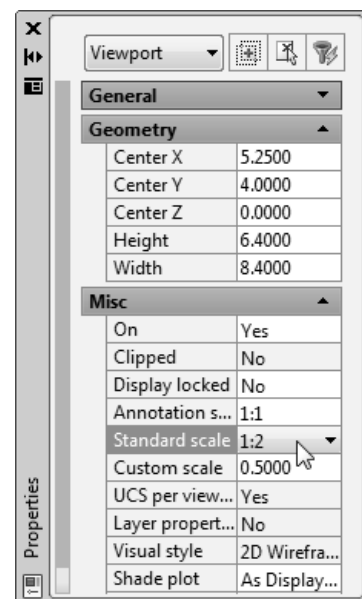 Viewport
General
Geometry
Center X 5.2500
Center Y 4.0000
Center Z 0.0000
Height 6.4000
Width 8.4000
Misc
On Yes
Clipped No
Display locked No
Annotation s... 1:1
Standard scale 1:2
Custom scale 0.5000
UCS per view... Yes
Layer propert... No
Visual style 2D Wirefra...
Shade plot As Display...
Properties